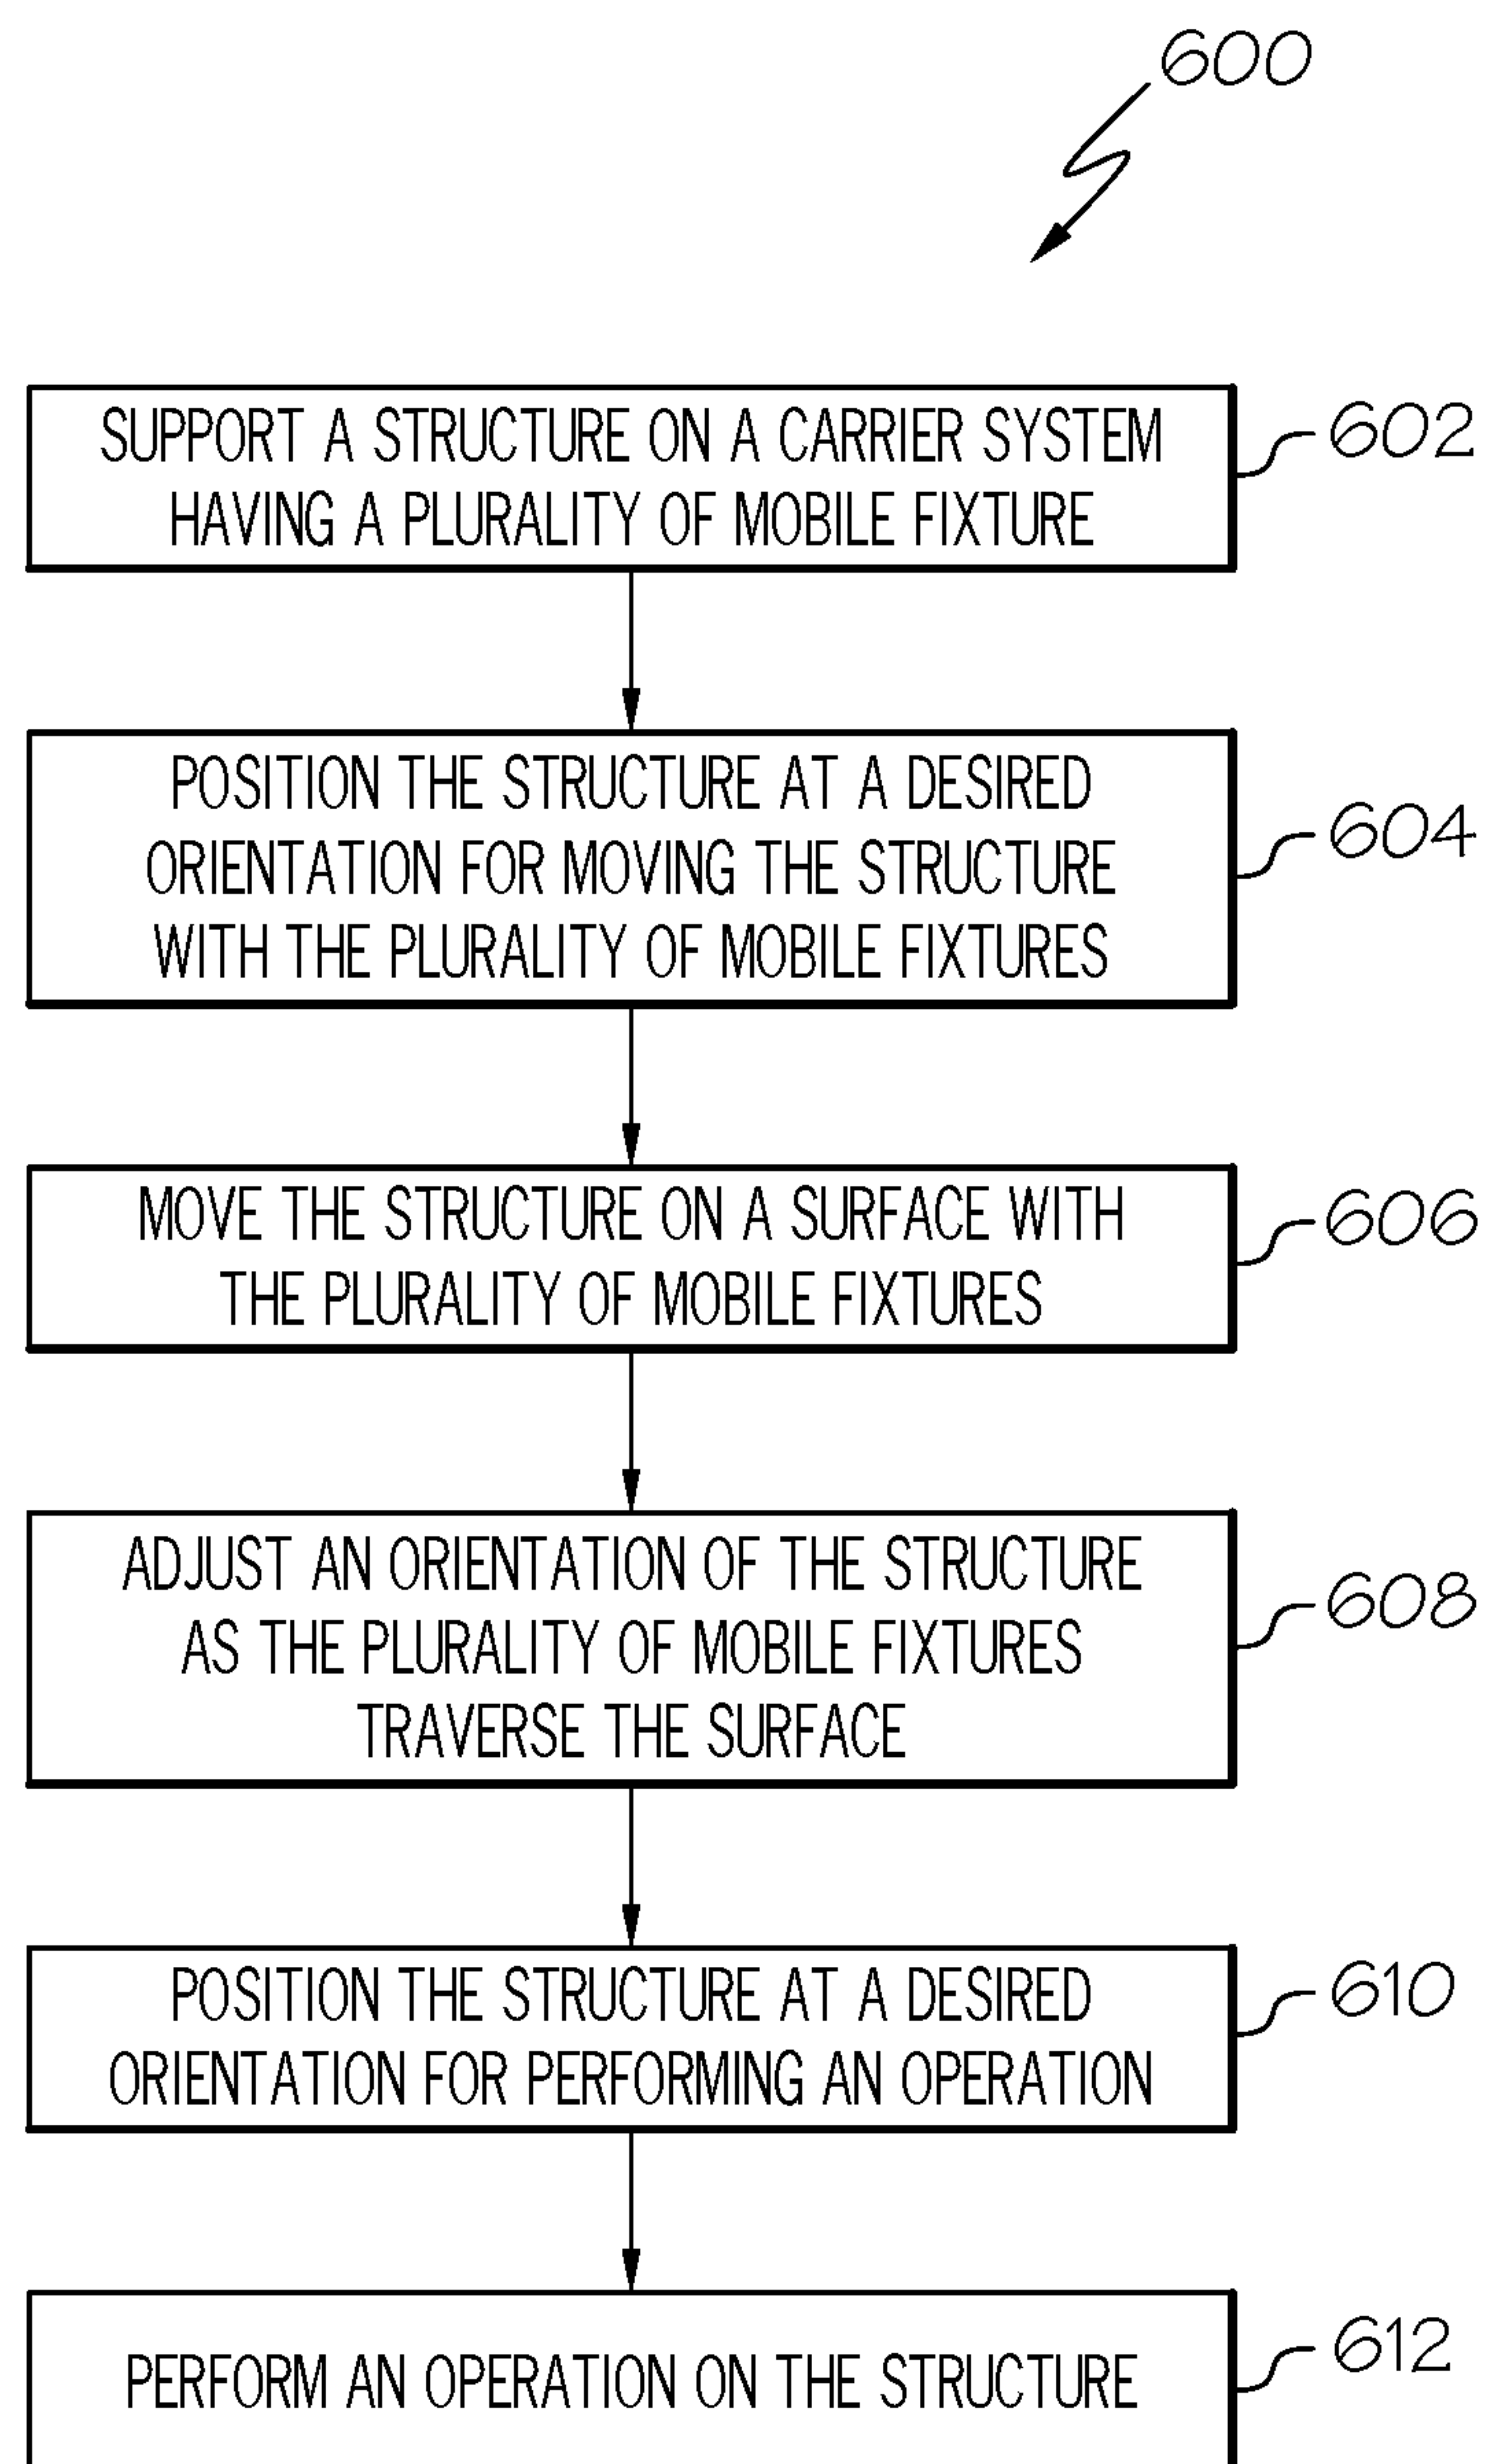 600
SUPPORT A STRUCTURE ON A CARRIER SYSTEM
HAVING A PLURALITY OF MOBILE FIXTURE
602
POSITION THE STRUCTURE AT A DESIRED
ORIENTATION FOR MOVING THE STRUCTURE
WITH THE PLURALITY OF MOBILE FIXTURES
604
MOVE THE STRUCTURE ON A SURFACE WITH
THE PLURALITY OF MOBILE FIXTURES
606
ADJUST AN ORIENTATION OF THE STRUCTURE
AS THE PLURALITY OF MOBILE FIXTURES
TRAVERSE THE SURFACE
608
POSITION THE STRUCTURE AT A DESIRED
ORIENTATION FOR PERFORMING AN OPERATION
610
PERFORM AN OPERATION ON THE STRUCTURE
612